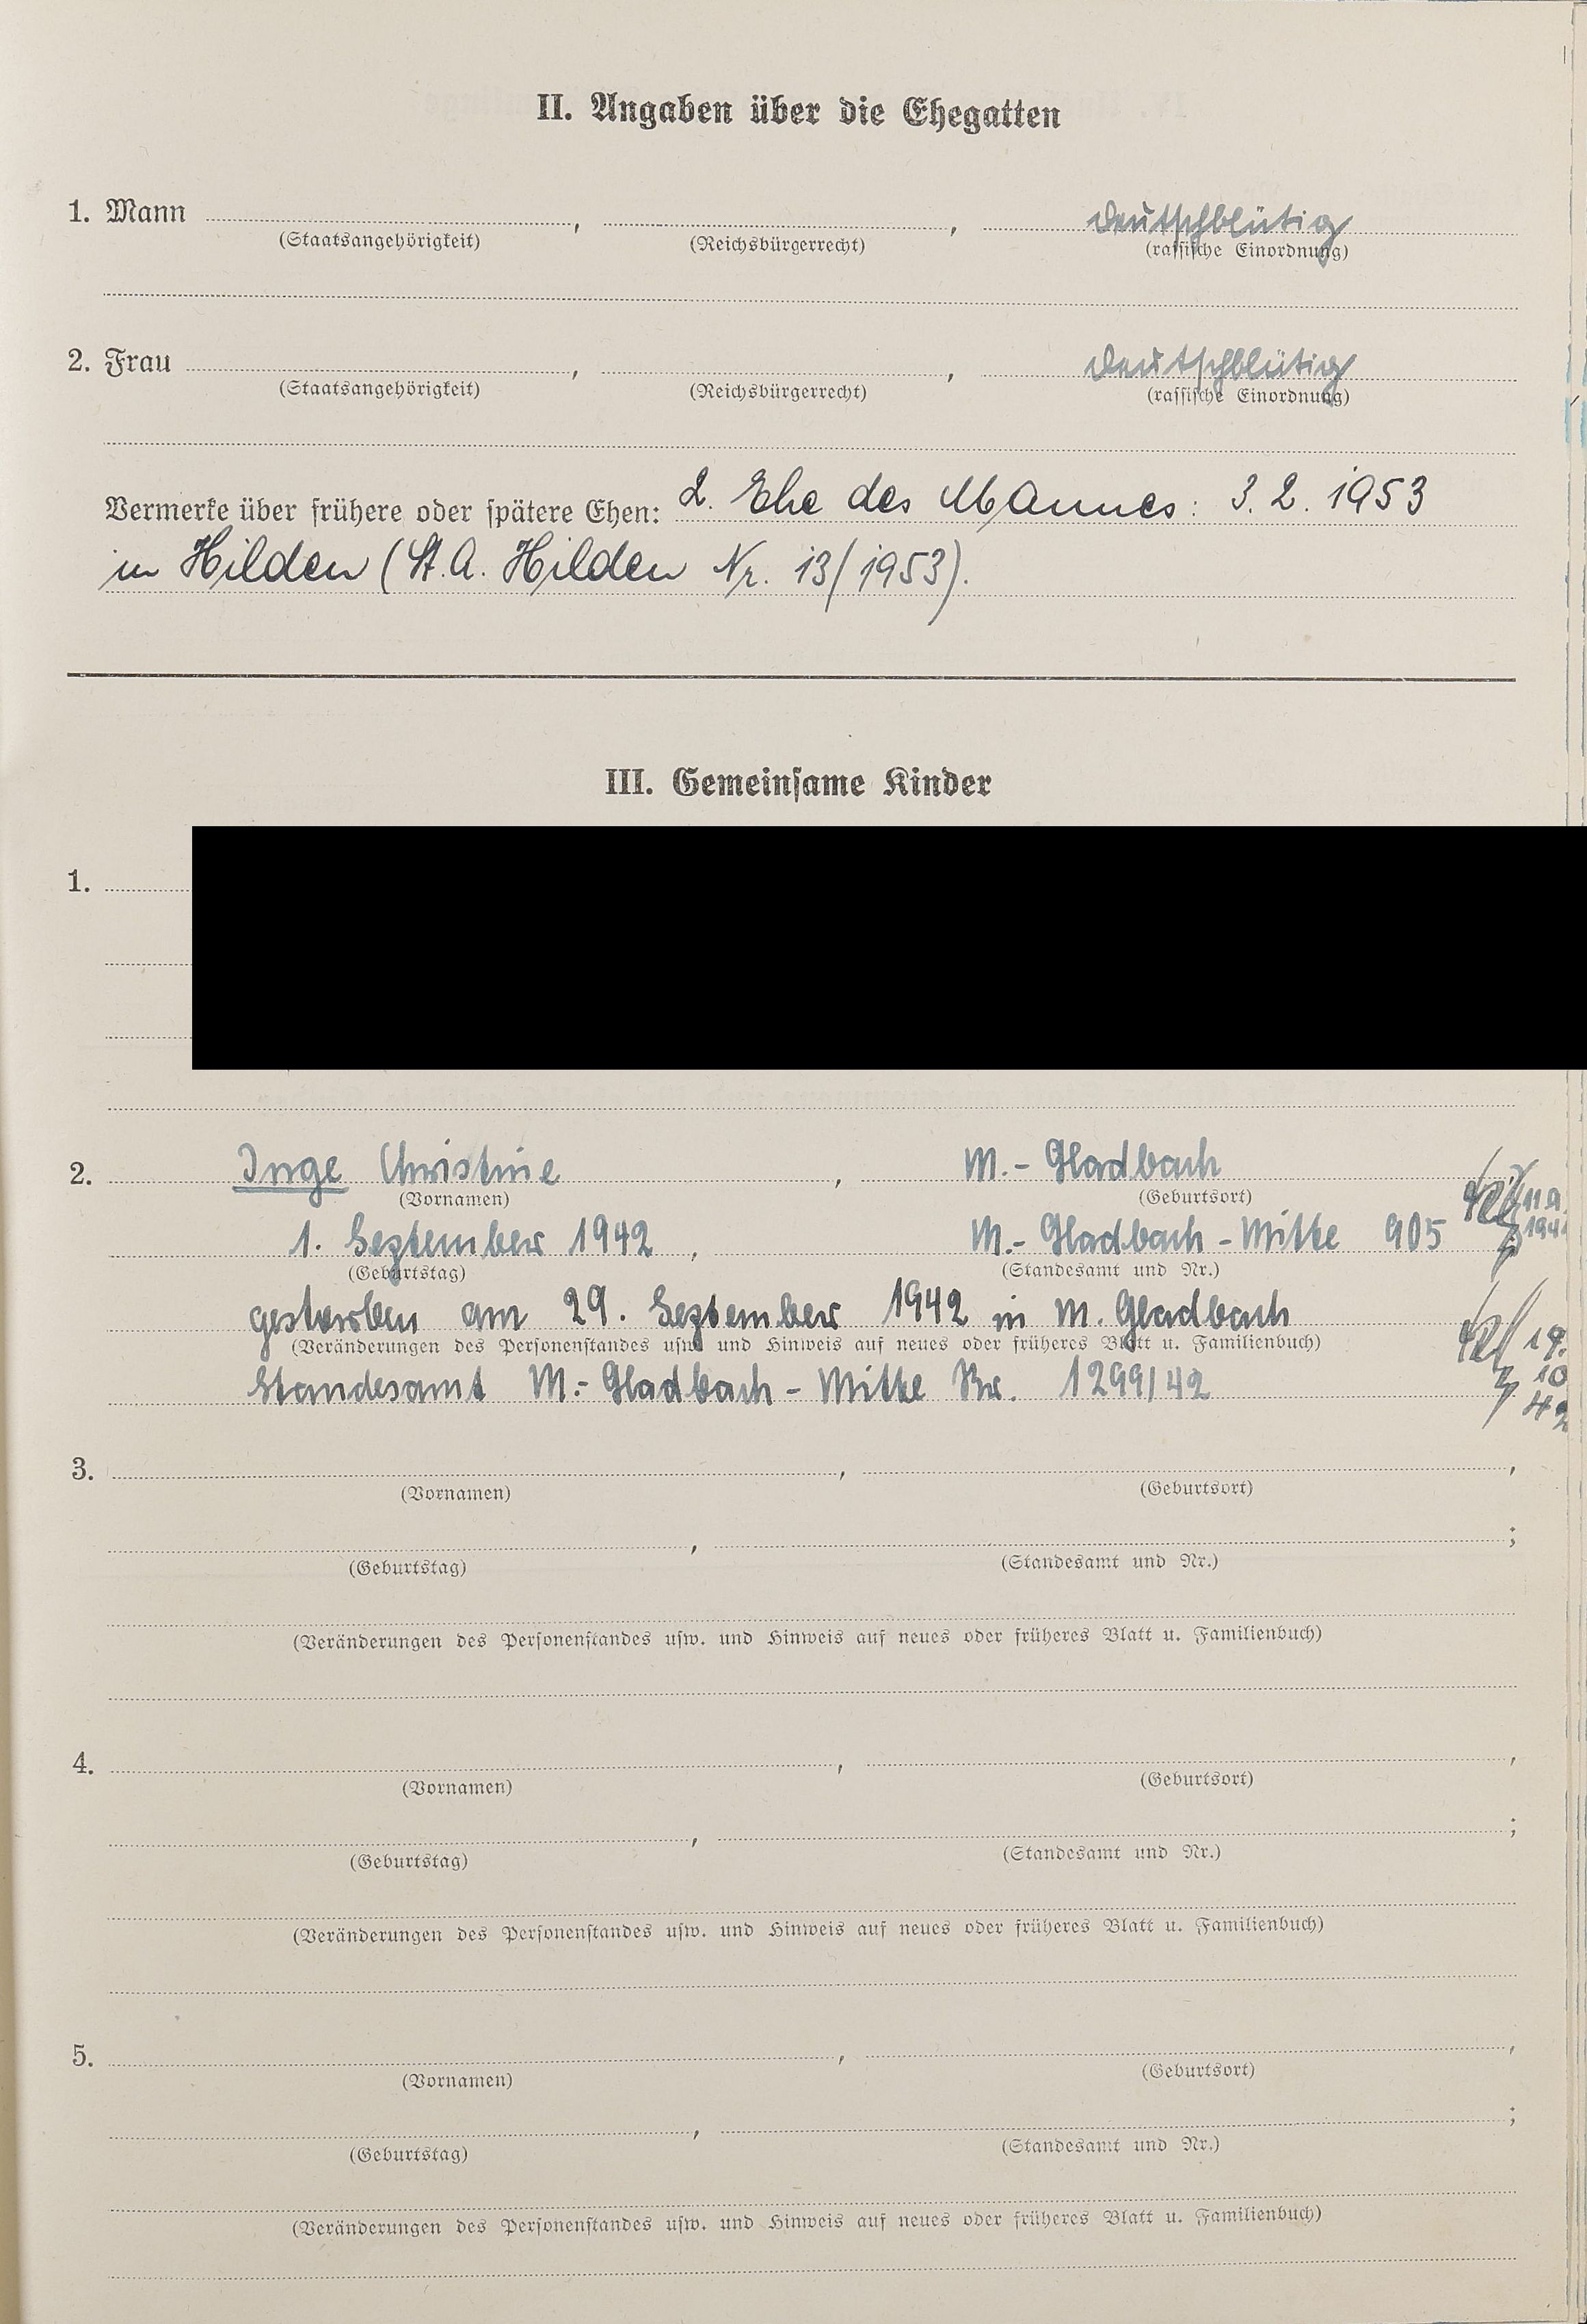 II. Angaben über die Ehegatten
1. Mann , , deutschblütig
(Staatsangehörigkeit) (Reichsbürgerrecht) (rassische Einordnung)
2. Frau , , deutschblütig
(Staatsangehörigkeit) (Reichsbürgerrecht) (rassische Einordnung)
Vermerke über frühere oder spätere Ehen: 2. Ehe des Mannes: 3. 2. 1953
in Hilden (St. A. Hilden Nr. 13/1953).
III. Gemeinsame Kinder
1.
2. Inge Christine , M.- Gladbach
(Vornamen) (Geburtsort)
1. September 1942 , M.- Gladbach - Mitte 905
(Geburtstag) (Standesamt und Nr.)
gestorben am 29. September 1942 in M. Gladbach
(Veränderungen des Personenstandes usw. und Hinweis auf neues oder früheres Blatt u. Familienbuch) 19.
Standesamt M.- Gladbach - Mitte Nr. 1299/42 10
42
3. , ,
(Vornamen) (Geburtsort)
, ;
(Geburtstag) (Standesamt und Nr.)
(Veränderungen des Personenstandes usw. und Hinweis auf neues oder früheres Blatt u. Familienbuch)
4. , ,
(Vornamen) (Geburtsort)
, ;
(Geburtstag) (Standesamt und Nr.)
(Veränderungen des Personenstandes usw. und Hinweis auf neues oder früheres Blatt u. Familienbuch)
5. , ,
(Vornamen) (Geburtsort)
, ;
(Geburtstag) (Standesamt und Nr.)
(Veränderungen des Personenstandes usw. und Hinweis auf neues oder früheres Blatt u. Familienbuch)